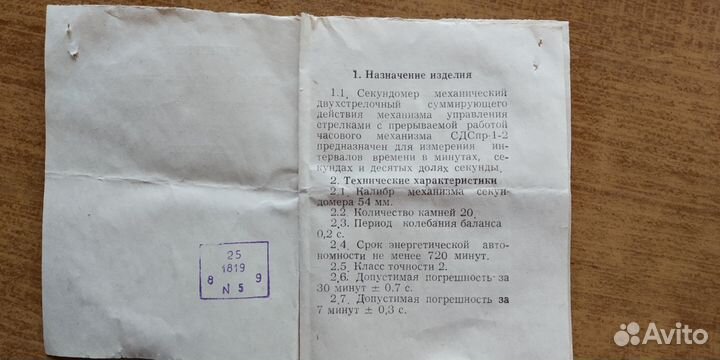 1. Назначение изделия
1.1. Секундомер механический
двухстрелочный суммирующего
действия механизма управления
стрелками с прерываемой работой
часового механизма СДСпр-1-2
предназначен для измерения ин-
тервалов времени в минутах, се-
кундах и десятых долях секунды.
2. Технические характеристики
2.1. Калибр механизма секун-
домера 54 мм.
2.2. Количество камней 20.
2.3. Период колебания баланса
0,2 с.
2.4. Срок энергетической авто-
номности не менее 720 минут.
2.5. Класс точности 2.
2.6. Допустимая погрешность за
30 минут ± 0.7 с.
2.7. Допустимая погрешность за
7 минут ± 0,3 с.
25
1819
8 9
N 5
Avito